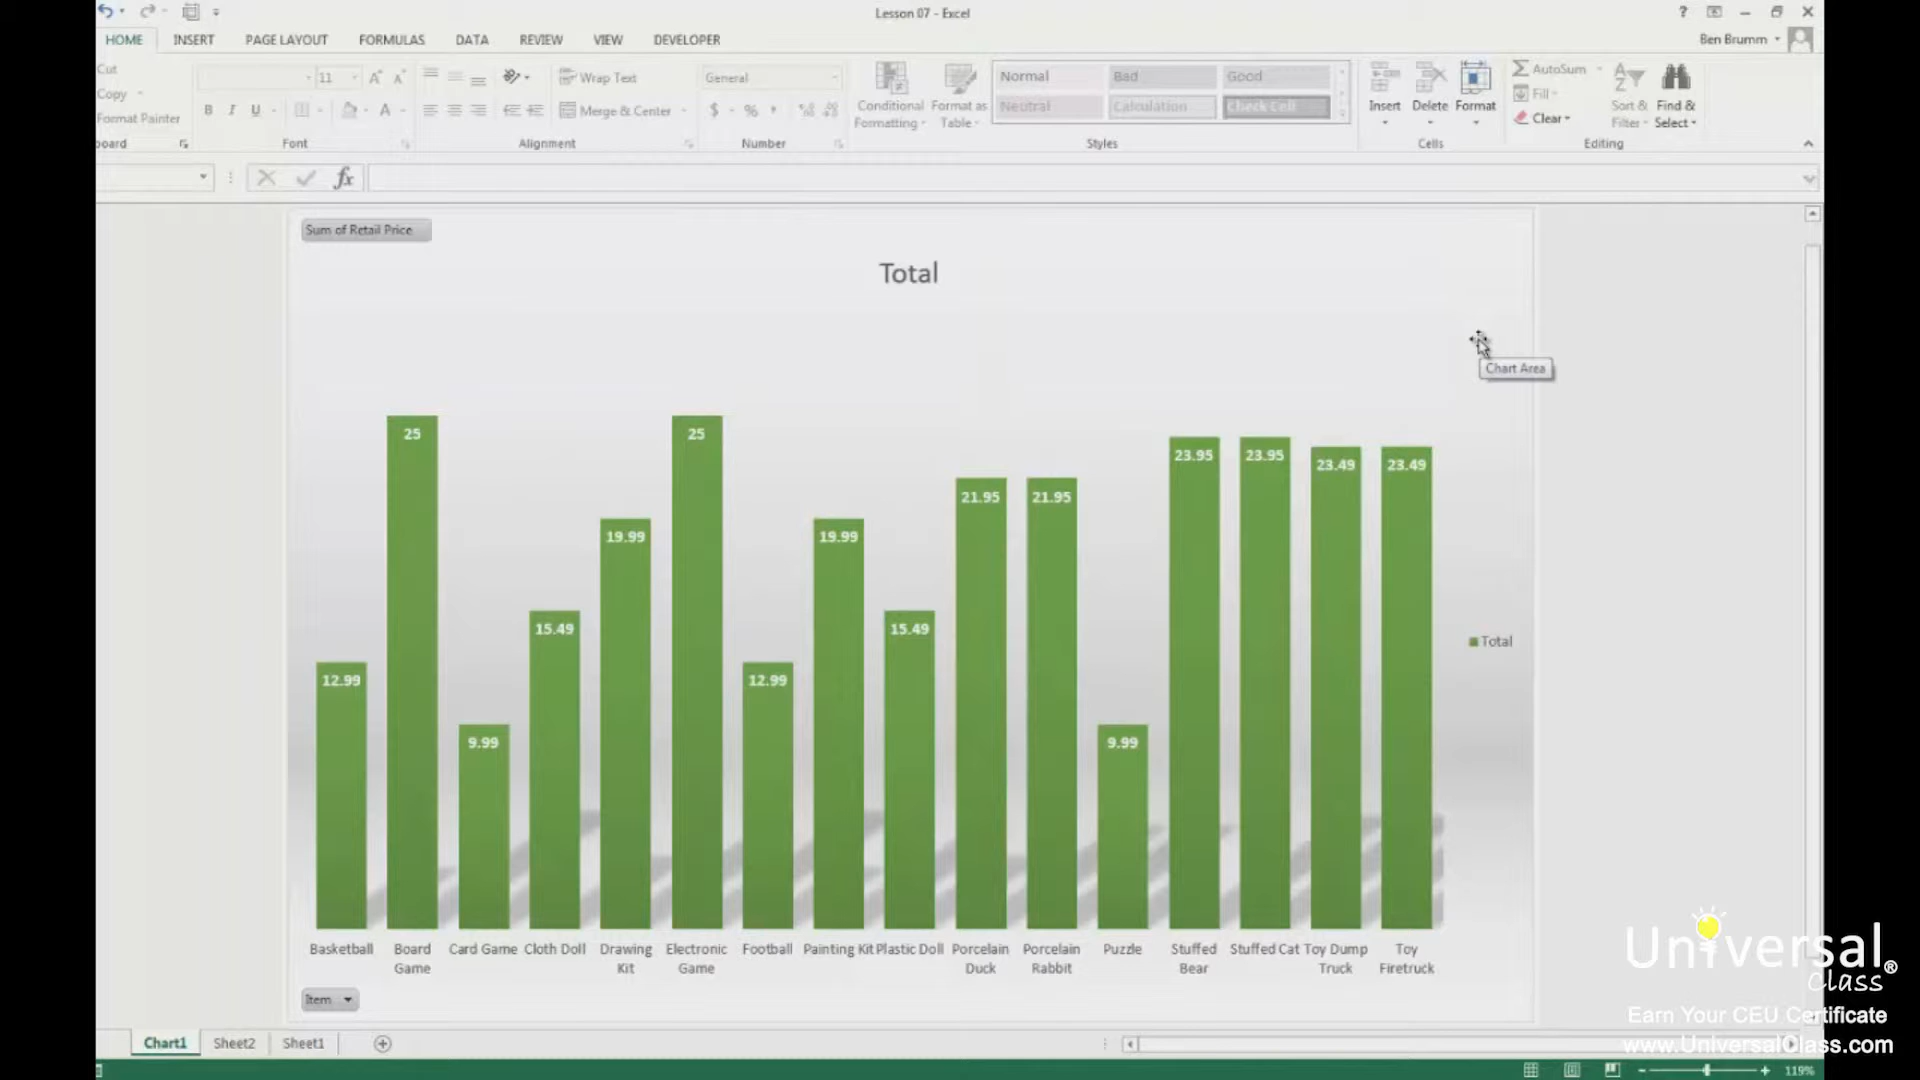 Lesson 07 - Excel
?
HOME INSERT PAGE LAYOUT FORMULAS DATA REVIEW VIEW DEVELOPER Ben Brumm
Cut
Copy
Format Painter
board
11 A A
B I U A
Font
Wrap Text
Merge & Center
Alignment
General
$ % ,
Number
Conditional Formatting
Format as Table
Normal Bad Good
Neutral Calculation Check Cell
Styles
Insert Delete Format
Cells
AutoSum
Fill
Clear
Sort & Filter
Find & Select
Editing
fx
Sum of Retail Price
Total
Chart Area
25 25
23.95 23.95
23.49 23.49
21.95 21.95
19.99 19.99
15.49 15.49
Total
12.99 12.99
9.99 9.99
Basketball
Board Game
Card Game
Cloth Doll
Drawing Kit
Electronic Game
Football
Painting Kit
Plastic Doll
Porcelain Duck
Porcelain Rabbit
Puzzle
Stuffed Bear
Stuffed Cat
Toy Dump Truck
Toy Firetruck
Item
Chart1 Sheet2 Sheet1
119%
Universal®
Class
Earn Your CEU Certificate
www.UniversalClass.com